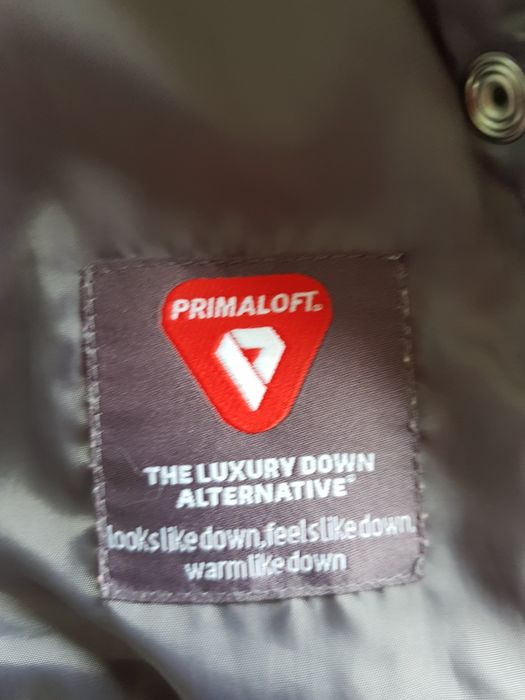 PRIMALOFT®
THE LUXURY DOWN
ALTERNATIVE®
looks like down, feels like down,
warm like down